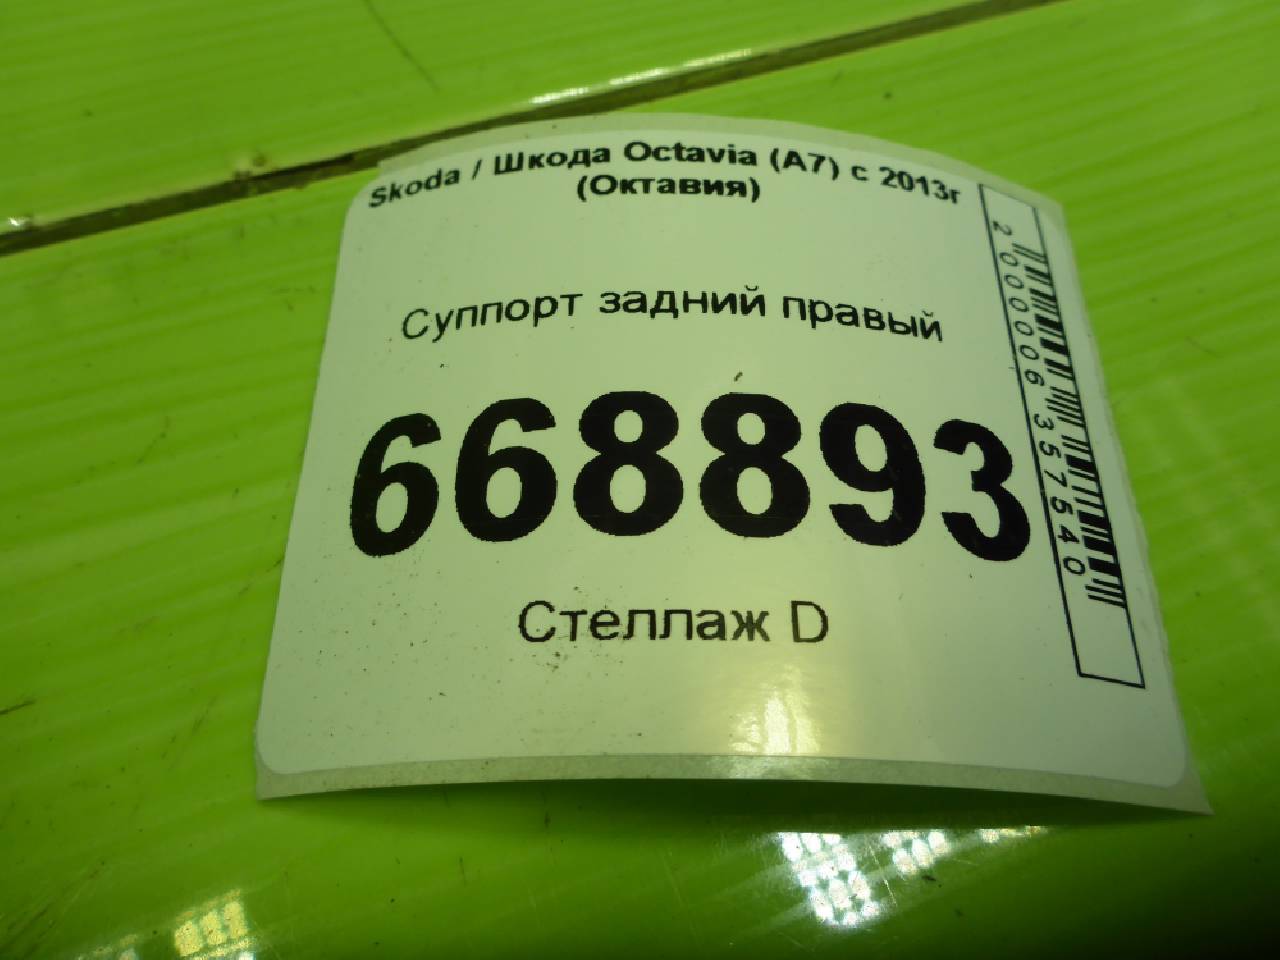 Skoda / Шкода Octavia (A7) с 2013г
(Октавия)
Суппорт задний правый
668893
Стеллаж D
2000006357540